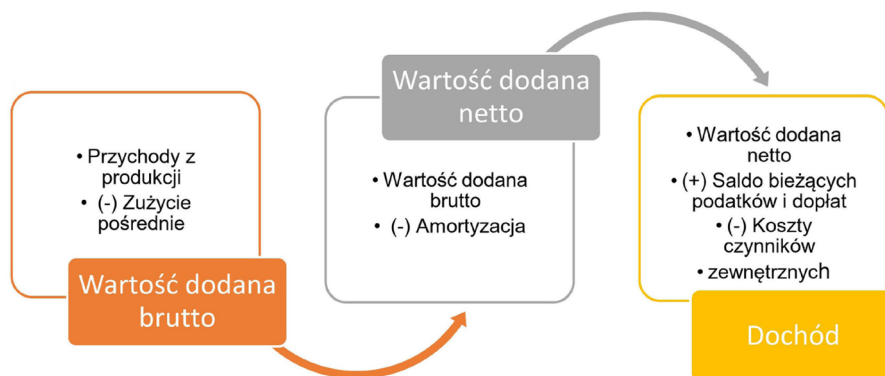 • Przychody z
produkcji
• (-) Zużycie
pośrednie
Wartość dodana
brutto
Wartość dodana
netto
• Wartość dodana
brutto
• (-) Amortyzacja
• Wartość dodana
netto
• (+) Saldo bieżących
podatków i dopłat
• (-) Koszty
czynników
• zewnętrznych
Dochód